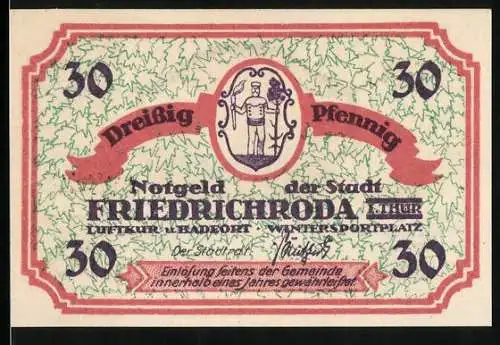 30 30
Dreißig Pfennig
Notgeld der Stadt
FRIEDRICHRODA I. THÜR
LUFTKUR u. BADEORT · WINTERSPORTPLATZ
Der Stadtrat:
30 30
Einlösung seitens der Gemeinde
innerhalb eines Jahres gewährleistet.